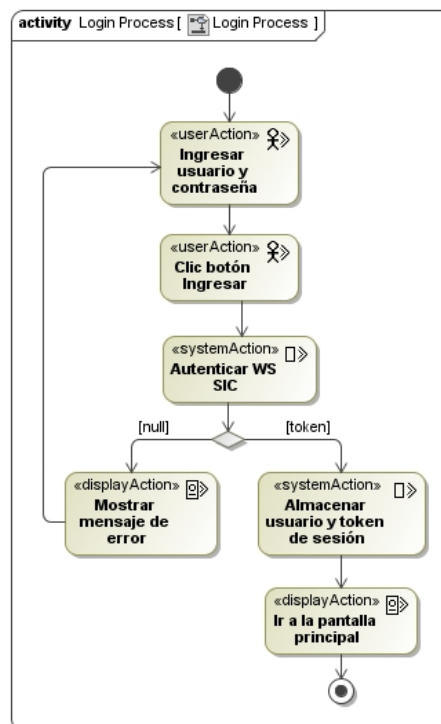 activity Login Process [ Login Process ]
«userAction»
Ingresar
usuario y
contraseña
«userAction»
Clic botón
Ingresar
«systemAction»
Autenticar WS
SIC
[null]
[token]
«displayAction»
Mostrar
mensaje de
error
«systemAction»
Almacenar
usuario y token
de sesión
«displayAction»
Ir a la pantalla
principal